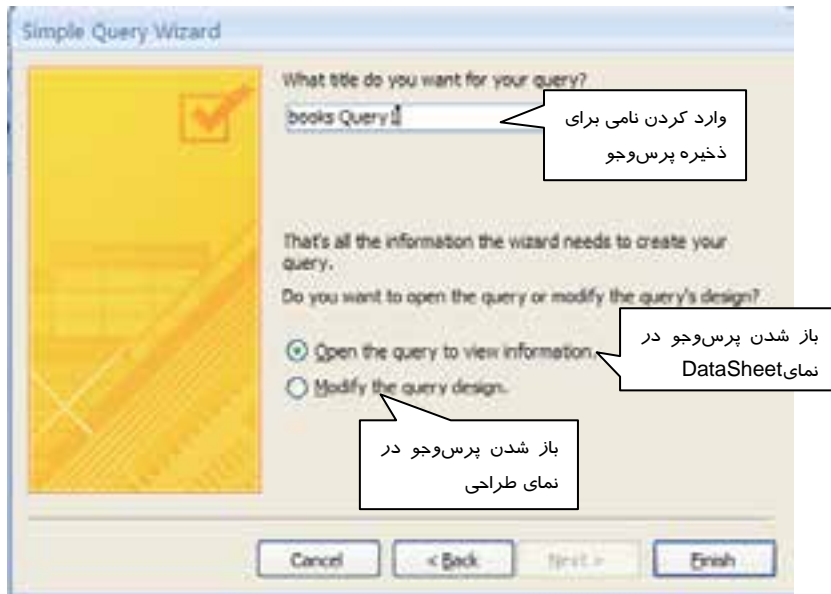 Simple Query Wizard
What title do you want for your query?
books Query1
وارد کردن نامی برای
ذخیره پرس‌وجو
That's all the information the wizard needs to create your
query.
Do you want to open the query or modify the query's design?
Open the query to view information.
باز شدن پرس‌وجو در
نمای DataSheet
Modify the query design.
باز شدن پرس‌وجو در
نمای طراحی
Cancel
< Back
Next >
Finish